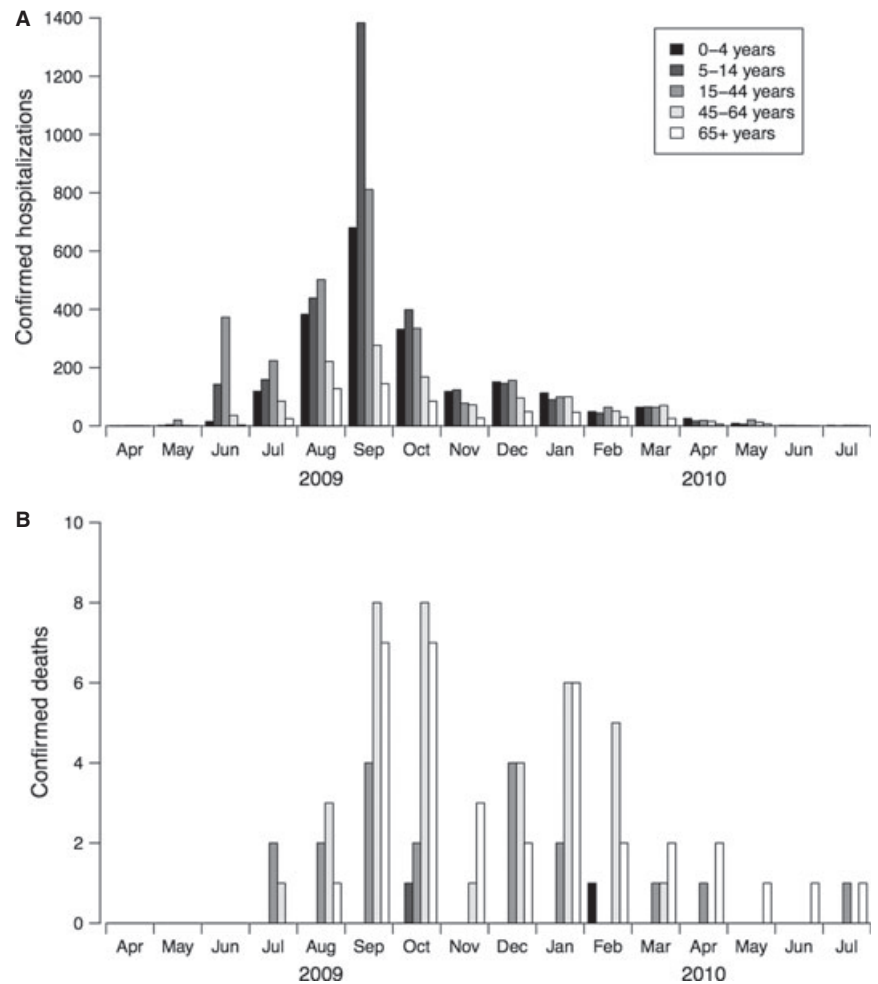 A
Confirmed hospitalizations
1400
1200
1000
800
600
400
200
0
0–4 years
5–14 years
15–44 years
45–64 years
65+ years
Apr May Jun Jul Aug Sep Oct Nov Dec Jan Feb Mar Apr May Jun Jul
2009 2010
B
Confirmed deaths
10
8
6
4
2
0
Apr May Jun Jul Aug Sep Oct Nov Dec Jan Feb Mar Apr May Jun Jul
2009 2010